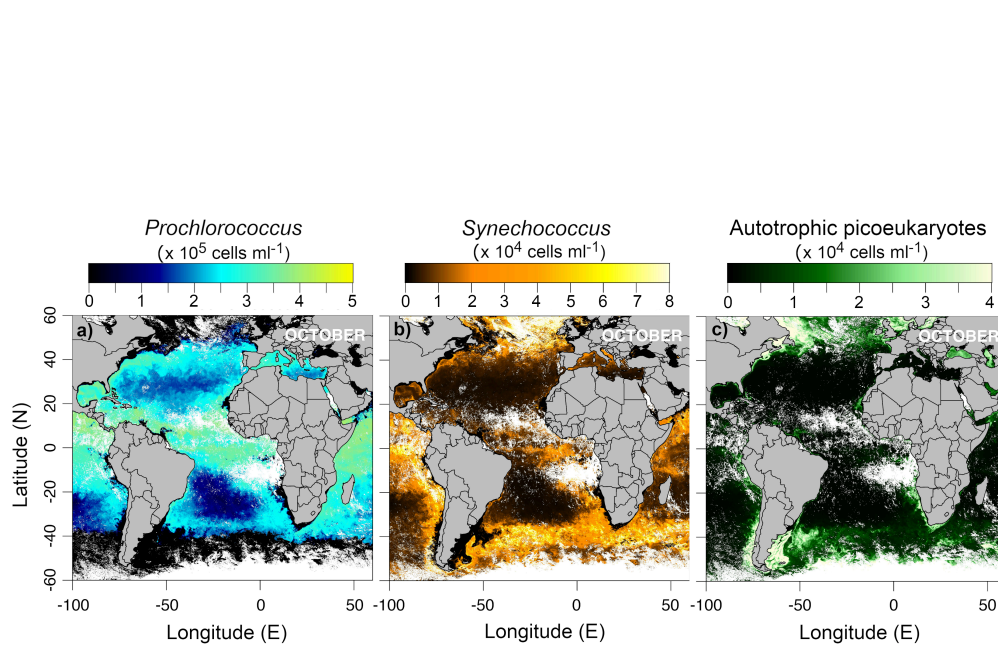 Prochlorococcus
(x 10⁵ cells ml⁻¹)
0 1 2 3 4 5
Synechococcus
(x 10⁴ cells ml⁻¹)
0 1 2 3 4 5 6 7 8
Autotrophic picoeukaryotes
(x 10⁴ cells ml⁻¹)
0 1 2 3 4
a) OCTOBER
b) OCTOBER
c) OCTOBER
Latitude (N)
60
40
20
0
-20
-40
-60
-100 -50 0 50
Longitude (E)
-100 -50 0 50
Longitude (E)
-100 -50 0 50
Longitude (E)